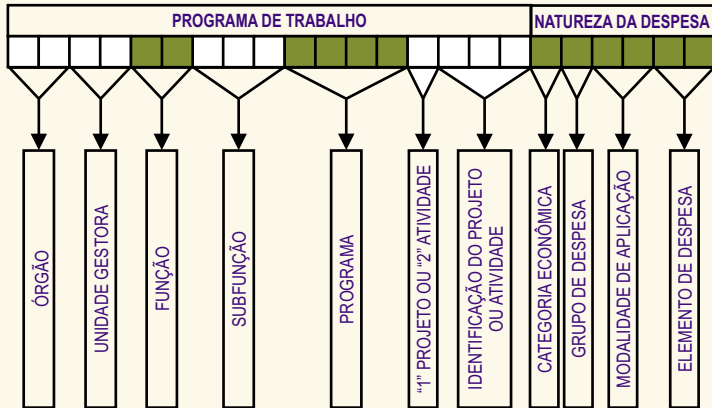 PROGRAMA DE TRABALHO
NATUREZA DA DESPESA
ÓRGÃO
UNIDADE GESTORA
FUNÇÃO
SUBFUNÇÃO
PROGRAMA
“1” PROJETO OU “2” ATIVIDADE
IDENTIFICAÇÃO DO PROJETO
OU ATIVIDADE
CATEGORIA ECONÔMICA
GRUPO DE DESPESA
MODALIDADE DE APLICAÇÃO
ELEMENTO DE DESPESA